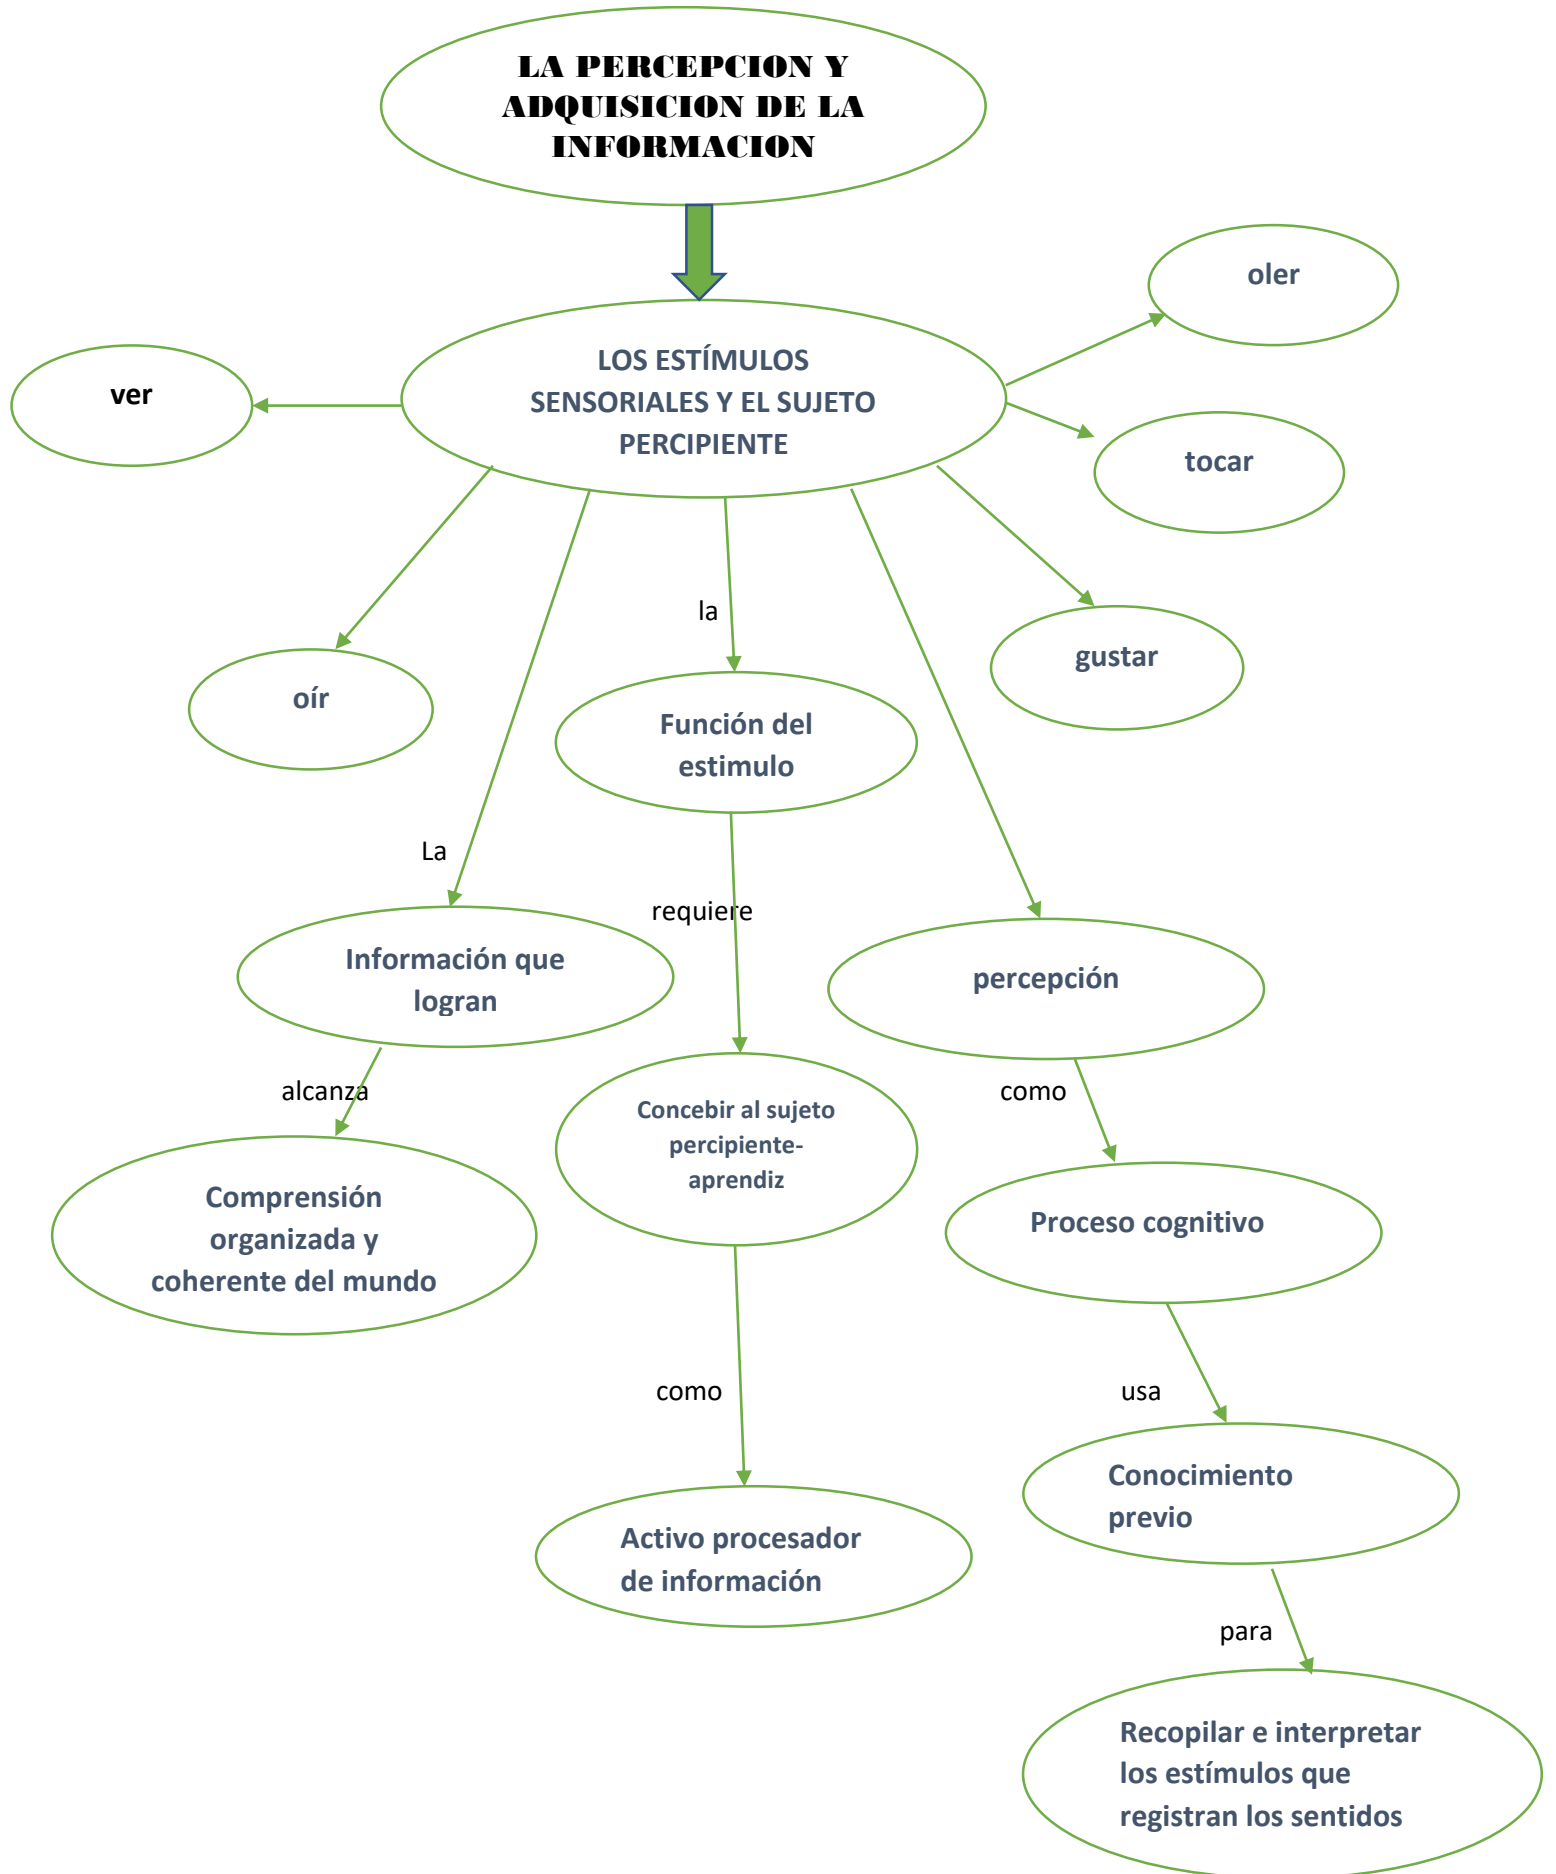 LA PERCEPCION Y
ADQUISICION DE LA
INFORMACION
oler
LOS ESTÍMULOS
SENSORIALES Y EL SUJETO
PERCIPIENTE
ver
tocar
la
gustar
oír
Función del
estimulo
La
requiere
Información que
logran
percepción
alcanza
como
Concebir al sujeto
percipiente-
aprendiz
Comprensión
organizada y
coherente del mundo
Proceso cognitivo
como
usa
Conocimiento
previo
Activo procesador
de información
para
Recopilar e interpretar
los estímulos que
registran los sentidos